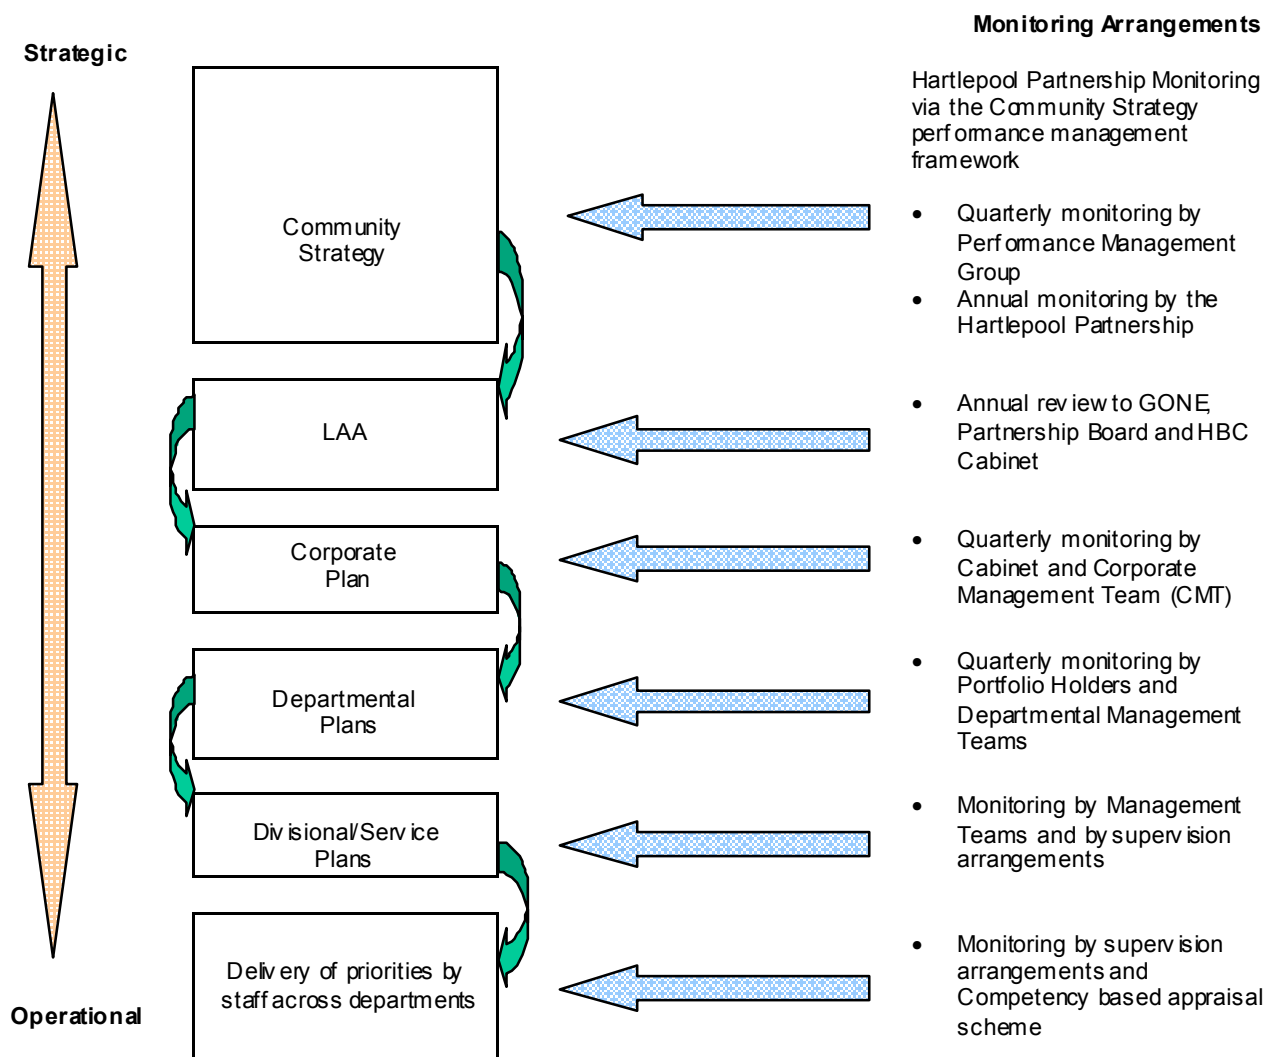 Monitoring Arrangements
Strategic
Hartlepool Partnership Monitoring
via the Community Strategy
performance management
framework
Community
Strategy
• Quarterly monitoring by
Performance Management
Group
• Annual monitoring by the
Hartlepool Partnership
LAA
• Annual review to GONE,
Partnership Board and HBC
Cabinet
Corporate
Plan
• Quarterly monitoring by
Cabinet and Corporate
Management Team (CMT)
Departmental
Plans
• Quarterly monitoring by
Portfolio Holders and
Departmental Management
Teams
Divisional/Service
Plans
• Monitoring by Management
Teams and by supervision
arrangements
Delivery of priorities by
staff across departments
• Monitoring by supervision
arrangements and
Competency based appraisal
scheme
Operational